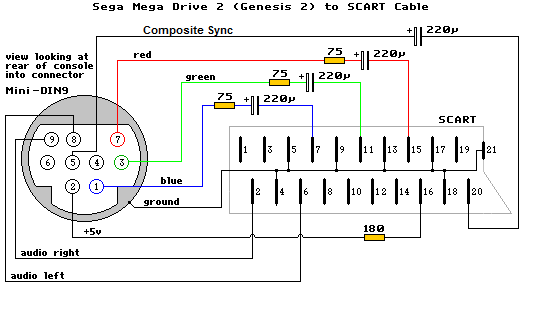 Sega Mega Drive 2 (Genesis 2) to SCART Cable
Composite Sync
+ 220µ
view looking at
rear of console
into connector
Mini-DIN9
red
75
+ 220µ
green
75
+ 220µ
75
+ 220µ
SCART
9 8 7
6 5 4 3
2 1
1 3 5 7 9 11 13 15 17 19 21
2 4 6 8 10 12 14 16 18 20
blue
ground
+5v
180
audio right
audio left